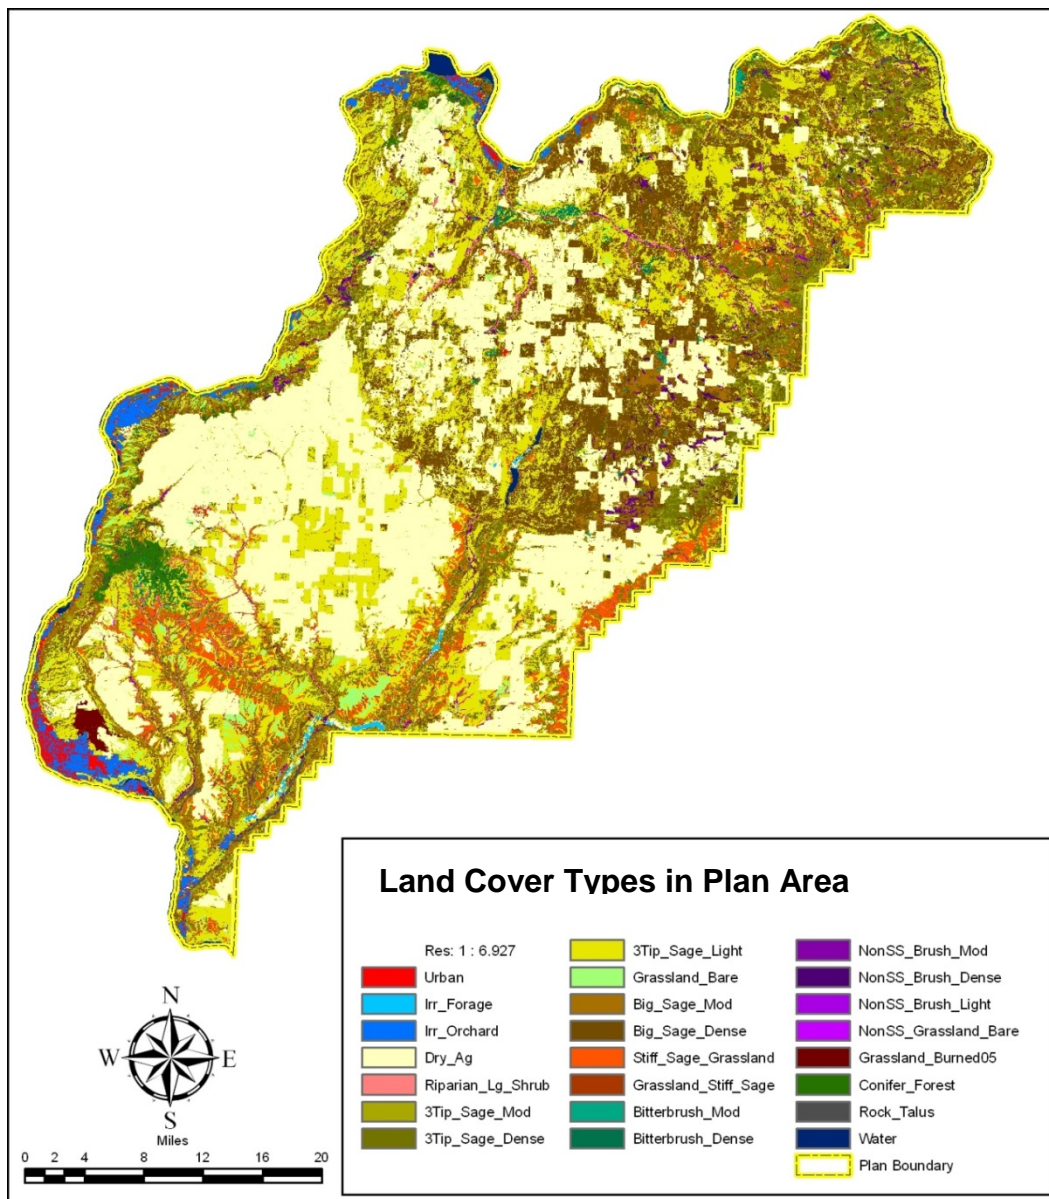 Land Cover Types in Plan Area
Res: 1 : 6.927
Urban
Irr_Forage
Irr_Orchard
Dry_Ag
Riparian_Lg_Shrub
3Tip_Sage_Mod
3Tip_Sage_Dense
3Tip_Sage_Light
Grassland_Bare
Big_Sage_Mod
Big_Sage_Dense
Stiff_Sage_Grassland
Grassland_Stiff_Sage
Bitterbrush_Mod
Bitterbrush_Dense
NonSS_Brush_Mod
NonSS_Brush_Dense
NonSS_Brush_Light
NonSS_Grassland_Bare
Grassland_Burned05
Conifer_Forest
Rock_Talus
Water
Plan Boundary
N
W E
S
Miles
0 2 4 8 12 16 20